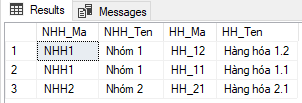 Results Messages
NHH_Ma NHH_Ten HH_Ma HH_Ten
1 NHH1 Nhóm 1 HH_12 Hàng hóa 1.2
2 NHH1 Nhóm 1 HH_11 Hàng hóa 1.1
3 NHH2 Nhóm 2 HH_21 Hàng hóa 2.1